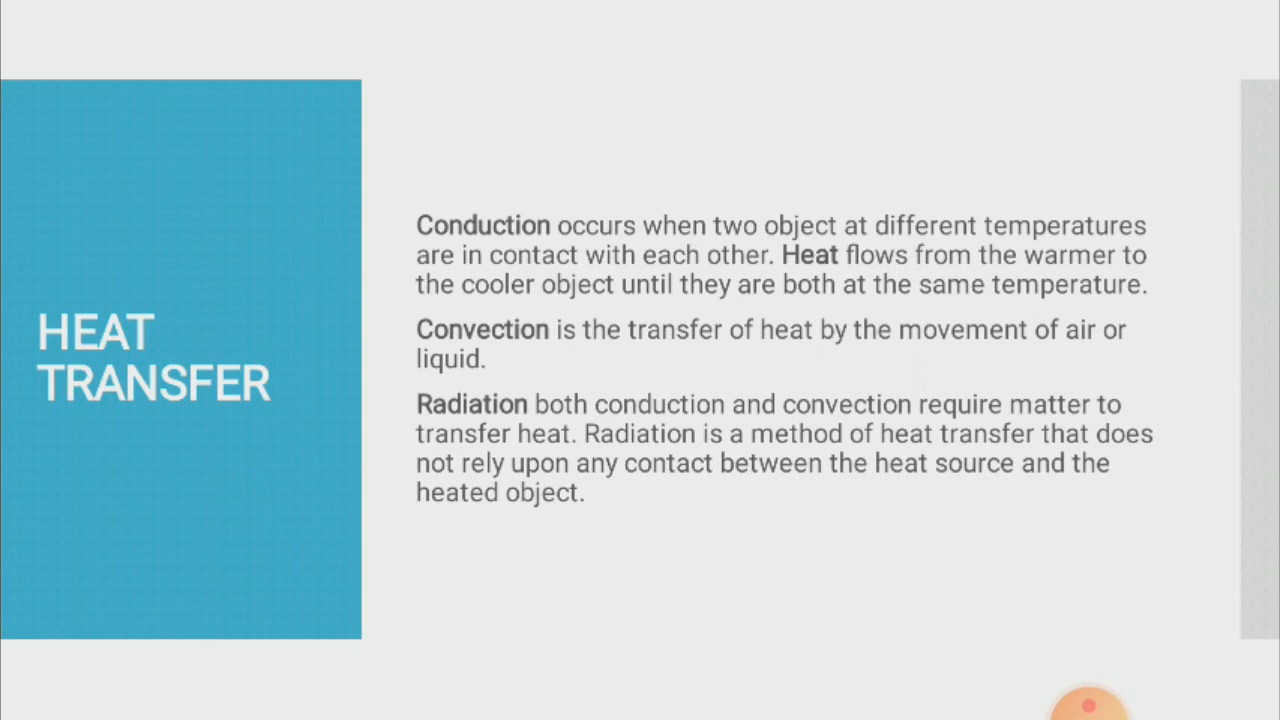 HEAT
TRANSFER
Conduction occurs when two object at different temperatures
are in contact with each other. Heat flows from the warmer to
the cooler object until they are both at the same temperature.
Convection is the transfer of heat by the movement of air or
liquid.
Radiation both conduction and convection require matter to
transfer heat. Radiation is a method of heat transfer that does
not rely upon any contact between the heat source and the
heated object.